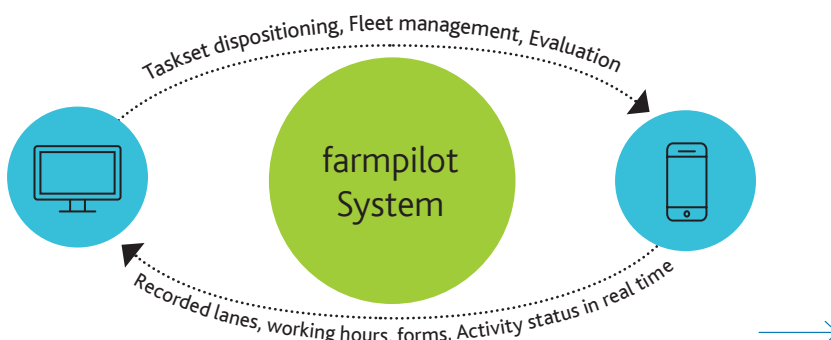 Taskset dispositioning, Fleet management, Evaluation
farmpilot
System
Recorded lanes, working hours, forms, Activity status in real time